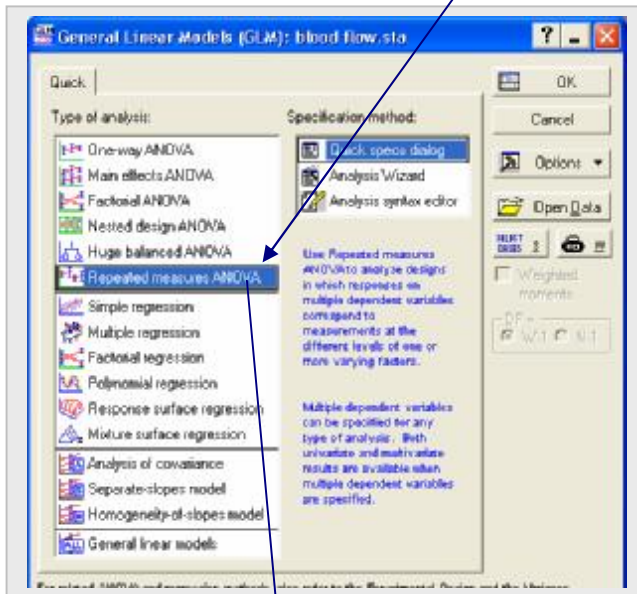 General Linear Models (GLM): blood flow.sta
Quick
Type of analysis:
One-way ANOVA
Main effects ANOVA
Factorial ANOVA
Nested design ANOVA
Huge balanced ANOVA
Repeated measures ANOVA
Simple regression
Multiple regression
Factorial regression
Polynomial regression
Response surface regression
Mixture surface regression
Analysis of covariance
Separate-slopes model
Homogeneity-of-slopes model
General linear models
Specification method:
Quick specs dialog
Analysis Wizard
Analysis syntax editor
Use Repeated measures
ANOVA to analyze designs
in which responses on
multiple dependent variables
correspond to
measurements at the
different levels of one or
more varying factors.
Multiple dependent variables
can be specified for any
type of analysis. Both
univariate and multivariate
results are available when
multiple dependent variables
are specified.
OK
Cancel
Options
Open Data
SELECT
CASES
S
W
Weighted
moments
DF =
W-1 N-1